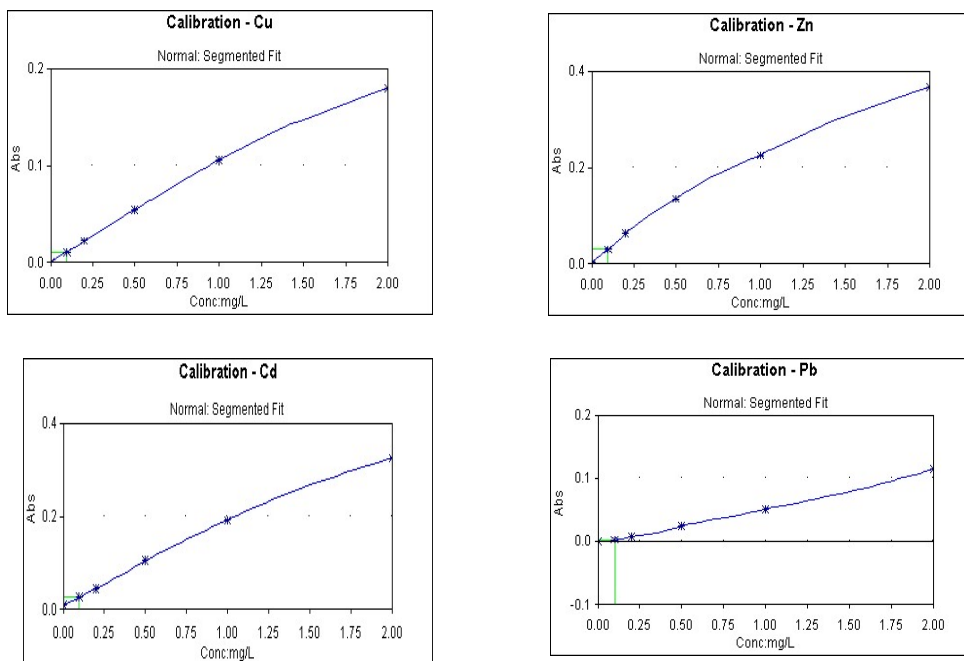 Calibration - Cu
Normal: Segmented Fit
0.2
0.1
0.0
Abs
0.00 0.25 0.50 0.75 1.00 1.25 1.50 1.75 2.00
Conc:mg/L
Calibration - Zn
Normal: Segmented Fit
0.4
0.2
0.0
Abs
0.00 0.25 0.50 0.75 1.00 1.25 1.50 1.75 2.00
Conc:mg/L
Calibration - Cd
Normal: Segmented Fit
0.4
0.2
0.0
Abs
0.00 0.25 0.50 0.75 1.00 1.25 1.50 1.75 2.00
Conc:mg/L
Calibration - Pb
Normal: Segmented Fit
0.2
0.1
0.0
-0.1
Abs
0.00 0.25 0.50 0.75 1.00 1.25 1.50 1.75 2.00
Conc:mg/L